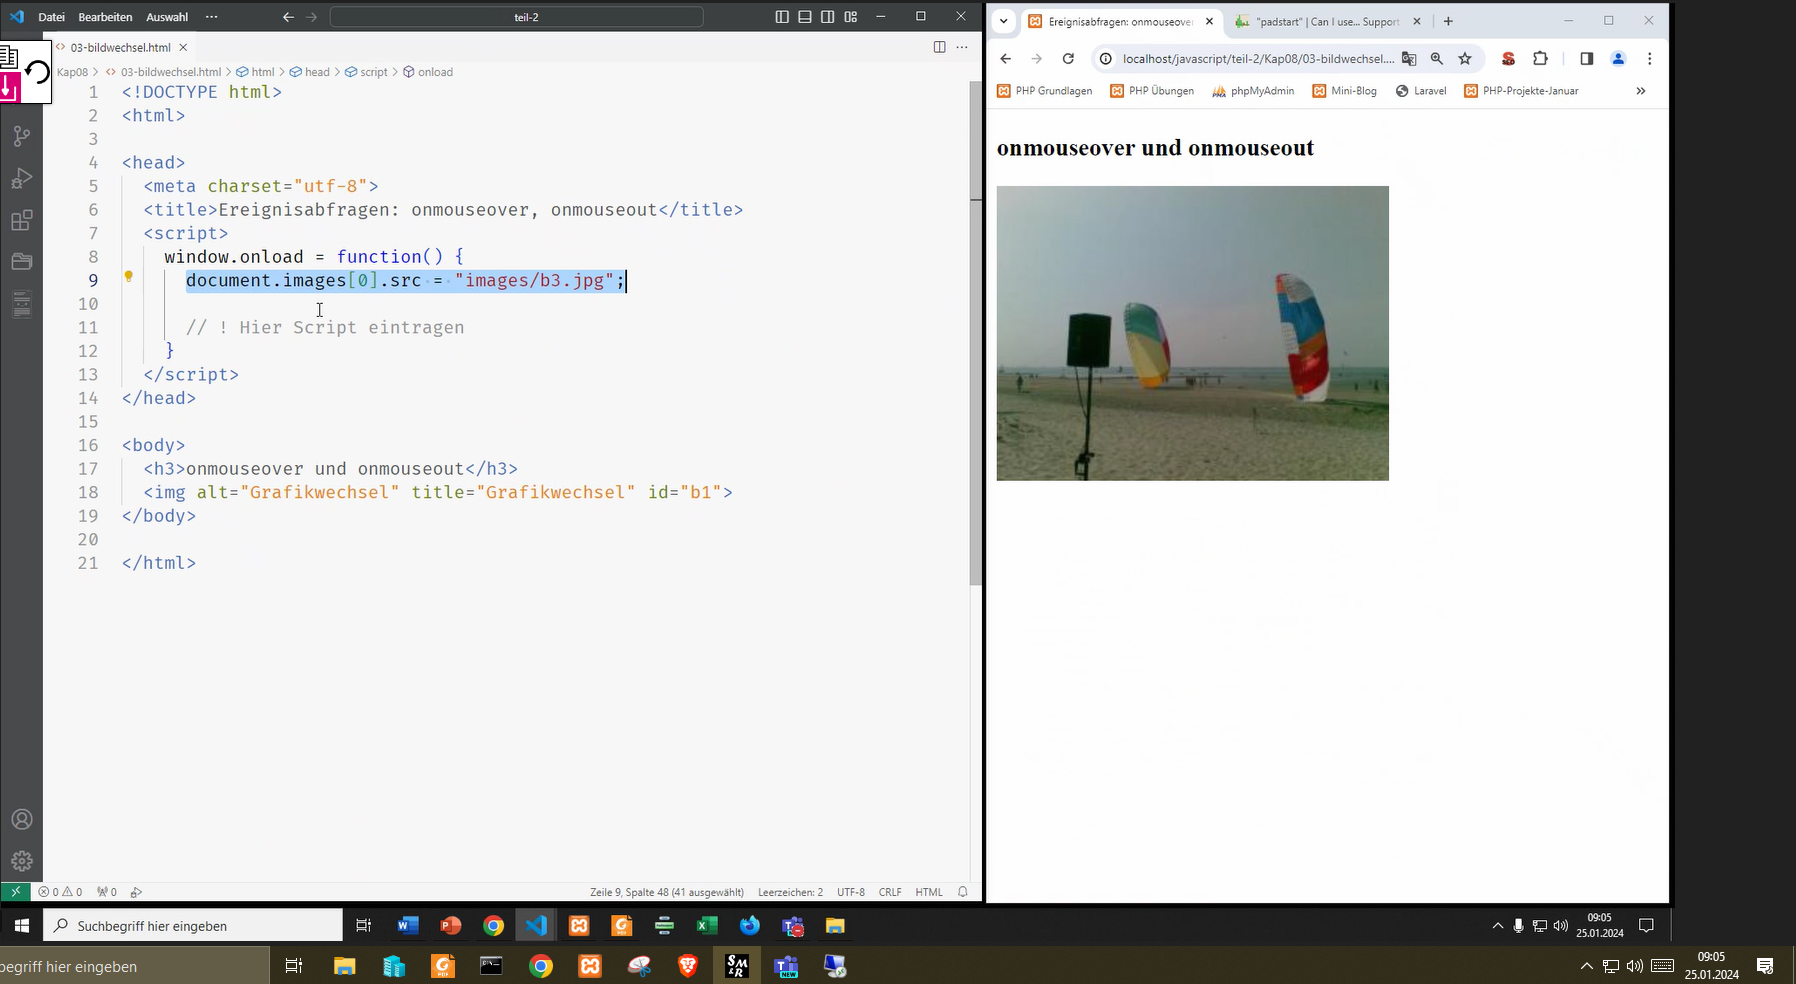 Datei Bearbeiten Auswahl ··· teil-2
03-bildwechsel.html
Kap08 > 03-bildwechsel.html > html > head > script > onload
1 <!DOCTYPE html>
2 <html>
3
4 <head>
5 <meta charset="utf-8">
6 <title>Ereignisabfragen: onmouseover, onmouseout</title>
7 <script>
8 window.onload = function() {
9 document.images[0].src = "images/b3.jpg";
10
11 // ! Hier Script eintragen
12 }
13 </script>
14 </head>
15
16 <body>
17 <h3>onmouseover und onmouseout</h3>
18 <img alt="Grafikwechsel" title="Grafikwechsel" id="b1">
19 </body>
20
21 </html>
0 0 0 Zeile 9, Spalte 48 (41 ausgewählt) Leerzeichen: 2 UTF-8 CRLF HTML
Ereignisabfragen: onmouseover "padstart" | Can I use... Support
localhost/javascript/teil-2/Kap08/03-bildwechsel....
PHP Grundlagen PHP Übungen phpMyAdmin Mini-Blog Laravel PHP-Projekte-Januar »
onmouseover und onmouseout
Suchbegriff hier eingeben
09:05
25.01.2024
begriff hier eingeben
SM
&R
NEW
09:05
25.01.2024